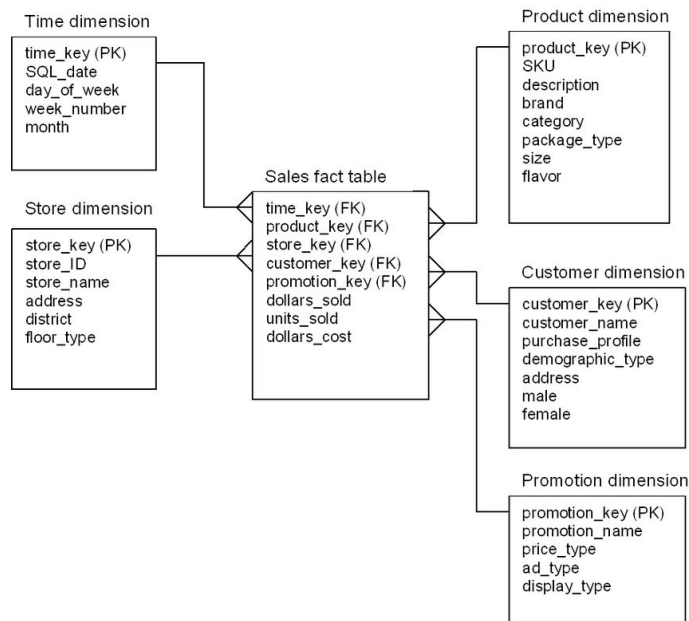 Time dimension
time_key (PK)
SQL_date
day_of_week
week_number
month
Store dimension
store_key (PK)
store_ID
store_name
address
district
floor_type
Sales fact table
time_key (FK)
product_key (FK)
store_key (FK)
customer_key (FK)
promotion_key (FK)
dollars_sold
units_sold
dollars_cost
Product dimension
product_key (PK)
SKU
description
brand
category
package_type
size
flavor
Customer dimension
customer_key (PK)
customer_name
purchase_profile
demographic_type
address
male
female
Promotion dimension
promotion_key (PK)
promotion_name
price_type
ad_type
display_type